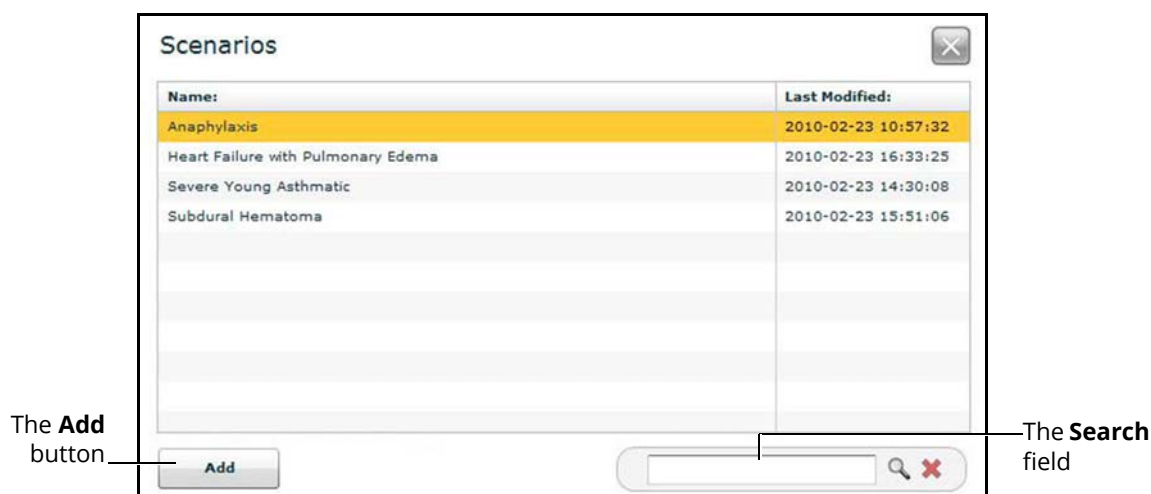 Scenarios
Name: Last Modified:
Anaphylaxis 2010-02-23 10:57:32
Heart Failure with Pulmonary Edema 2010-02-23 16:33:25
Severe Young Asthmatic 2010-02-23 14:30:08
Subdural Hematoma 2010-02-23 15:51:06
The Add
button
Add
The Search
field